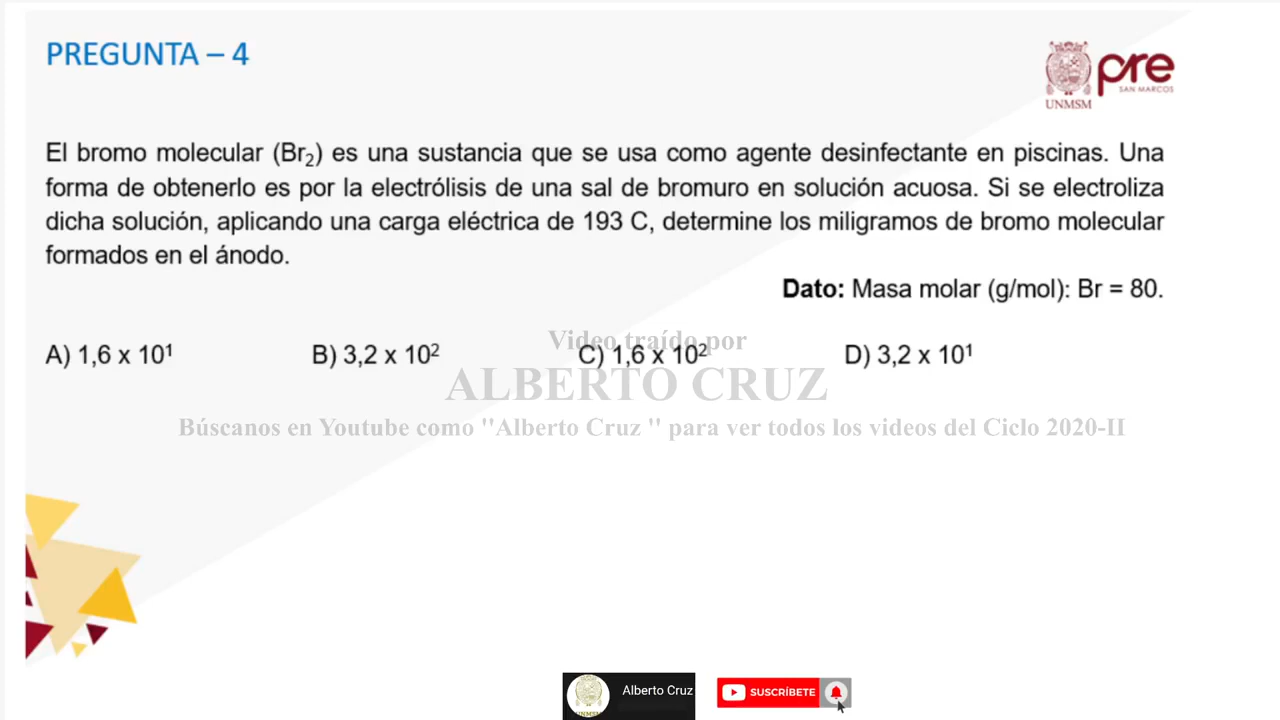 PREGUNTA – 4
pre
SAN MARCOS
UNMSM
El bromo molecular (Br₂) es una sustancia que se usa como agente desinfectante en piscinas. Una
forma de obtenerlo es por la electrólisis de una sal de bromuro en solución acuosa. Si se electroliza
dicha solución, aplicando una carga eléctrica de 193 C, determine los miligramos de bromo molecular
formados en el ánodo.
Dato: Masa molar (g/mol): Br = 80.
Video traído por
A) 1,6 x 10¹ B) 3,2 x 10² C) 1,6 x 10² D) 3,2 x 10¹
ALBERTO CRUZ
Búscanos en Youtube como "Alberto Cruz " para ver todos los videos del Ciclo 2020-II
Alberto Cruz
UNMSM
SUSCRÍBETE